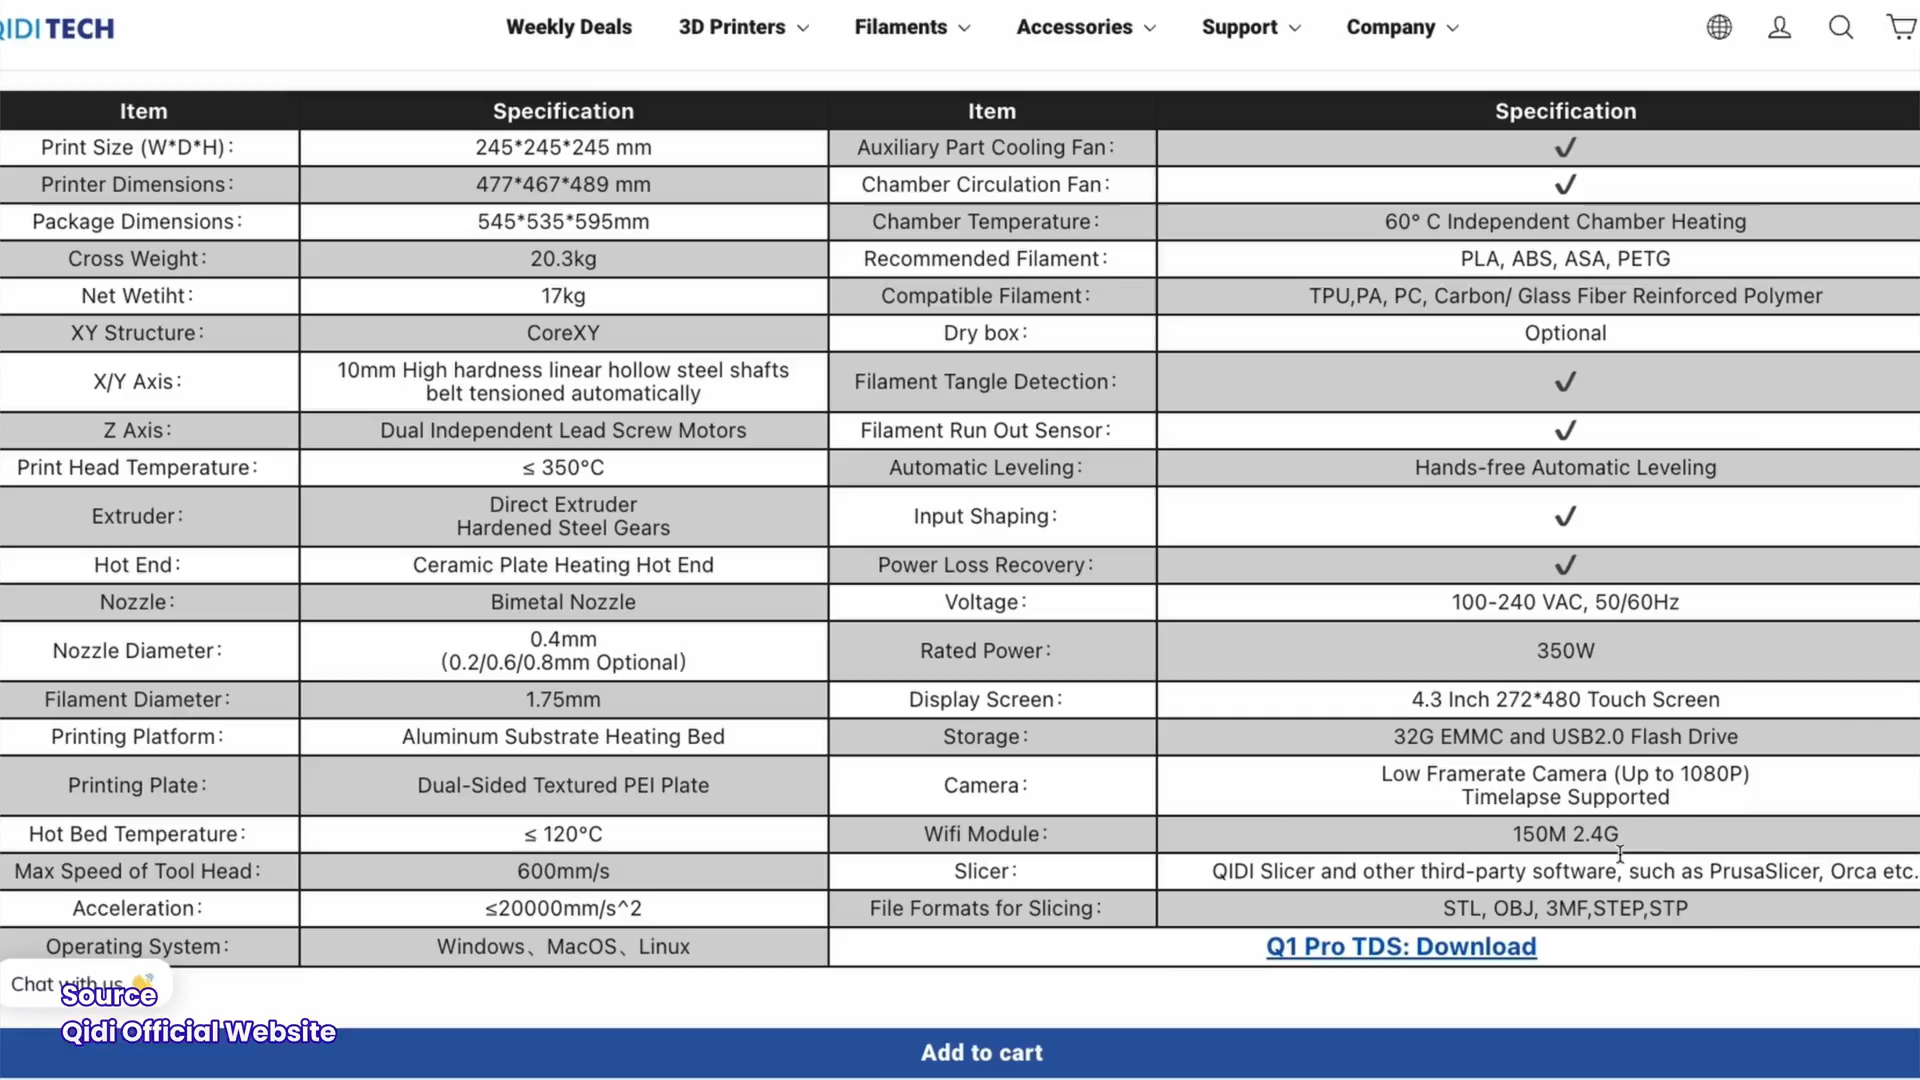 QIDI TECH
Weekly Deals
3D Printers
Filaments
Accessories
Support
Company
Item Specification Item Specification
Print Size (W*D*H): 245*245*245 mm Auxiliary Part Cooling Fan: ✓
Printer Dimensions: 477*467*489 mm Chamber Circulation Fan: ✓
Package Dimensions: 545*535*595mm Chamber Temperature: 60° C Independent Chamber Heating
Cross Weight: 20.3kg Recommended Filament: PLA, ABS, ASA, PETG
Net Wetiht: 17kg Compatible Filament: TPU,PA, PC, Carbon/ Glass Fiber Reinforced Polymer
XY Structure: CoreXY Dry box: Optional
X/Y Axis: 10mm High hardness linear hollow steel shafts
belt tensioned automatically
Filament Tangle Detection: ✓
Z Axis: Dual Independent Lead Screw Motors Filament Run Out Sensor: ✓
Print Head Temperature: ≤ 350°C Automatic Leveling: Hands-free Automatic Leveling
Extruder: Direct Extruder
Hardened Steel Gears
Input Shaping: ✓
Hot End: Ceramic Plate Heating Hot End Power Loss Recovery: ✓
Nozzle: Bimetal Nozzle Voltage: 100-240 VAC, 50/60Hz
Nozzle Diameter: 0.4mm
(0.2/0.6/0.8mm Optional)
Rated Power: 350W
Filament Diameter: 1.75mm Display Screen: 4.3 Inch 272*480 Touch Screen
Printing Platform: Aluminum Substrate Heating Bed Storage: 32G EMMC and USB2.0 Flash Drive
Printing Plate: Dual-Sided Textured PEI Plate Camera: Low Framerate Camera (Up to 1080P)
Timelapse Supported
Hot Bed Temperature: ≤ 120°C Wifi Module: 150M 2.4G
Max Speed of Tool Head: 600mm/s Slicer: QIDI Slicer and other third-party software, such as PrusaSlicer, Orca etc.
Acceleration: ≤20000mm/s^2 File Formats for Slicing: STL, OBJ, 3MF,STEP,STP
Operating System: Windows、MacOS、Linux Q1 Pro TDS: Download
Chat with us 👋
Source
Qidi Official Website
Add to cart